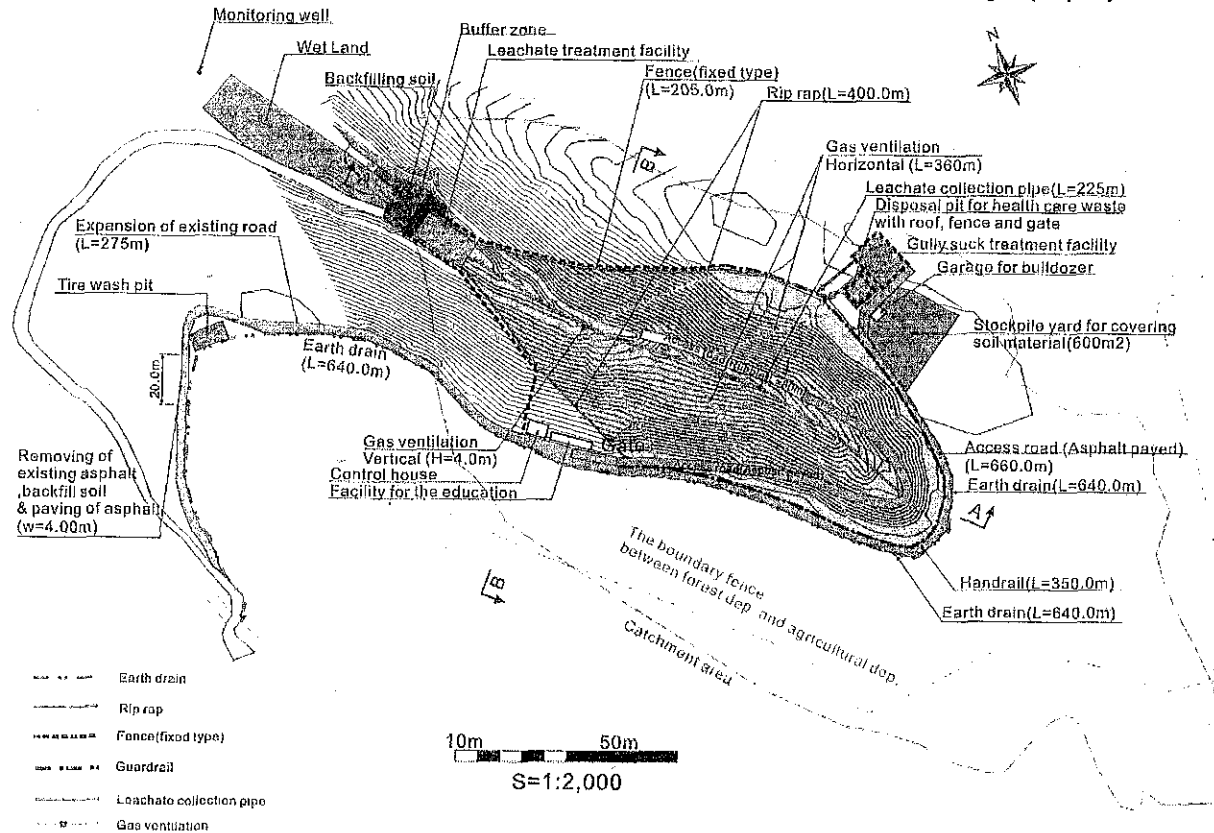 Monitoring well
Wet Land
Buffer zone
Leachate treatment facility
Backfilling soil
Fence(fixed type)
(L=205.0m)
Rip rap(L=400.0m)
N
B
Gas ventilation
Horizontal (L=360m)
Leachate collection pipe(L=225m)
Disposal pit for health care waste
with roof, fence and gate
Gully suck treatment facility
Garage for bulldozer
Stockpile yard for covering
soil material(600m2)
Expansion of existing road
(L=275m)
Tire wash pit
Earth drain
(L=640.0m)
20.0m
Removing of
existing asphalt
,backfill soil
& paving of asphalt
(w=4.00m)
Gas ventilation
Vertical (H=4.0m)
Control house
Facility for the education
Gate
Access road (Asphalt paved)
(L=660.0m)
Earth drain(L=640.0m)
A
Handrail(L=350.0m)
Earth drain(L=640.0m)
B
The boundary fence
between forest dep. and agricultural dep.
Catchment area
Earth drain
Rip rap
Fence(fixed type)
Guardrail
Leachate collection pipe
Gas ventilation
10m 50m
S=1:2,000